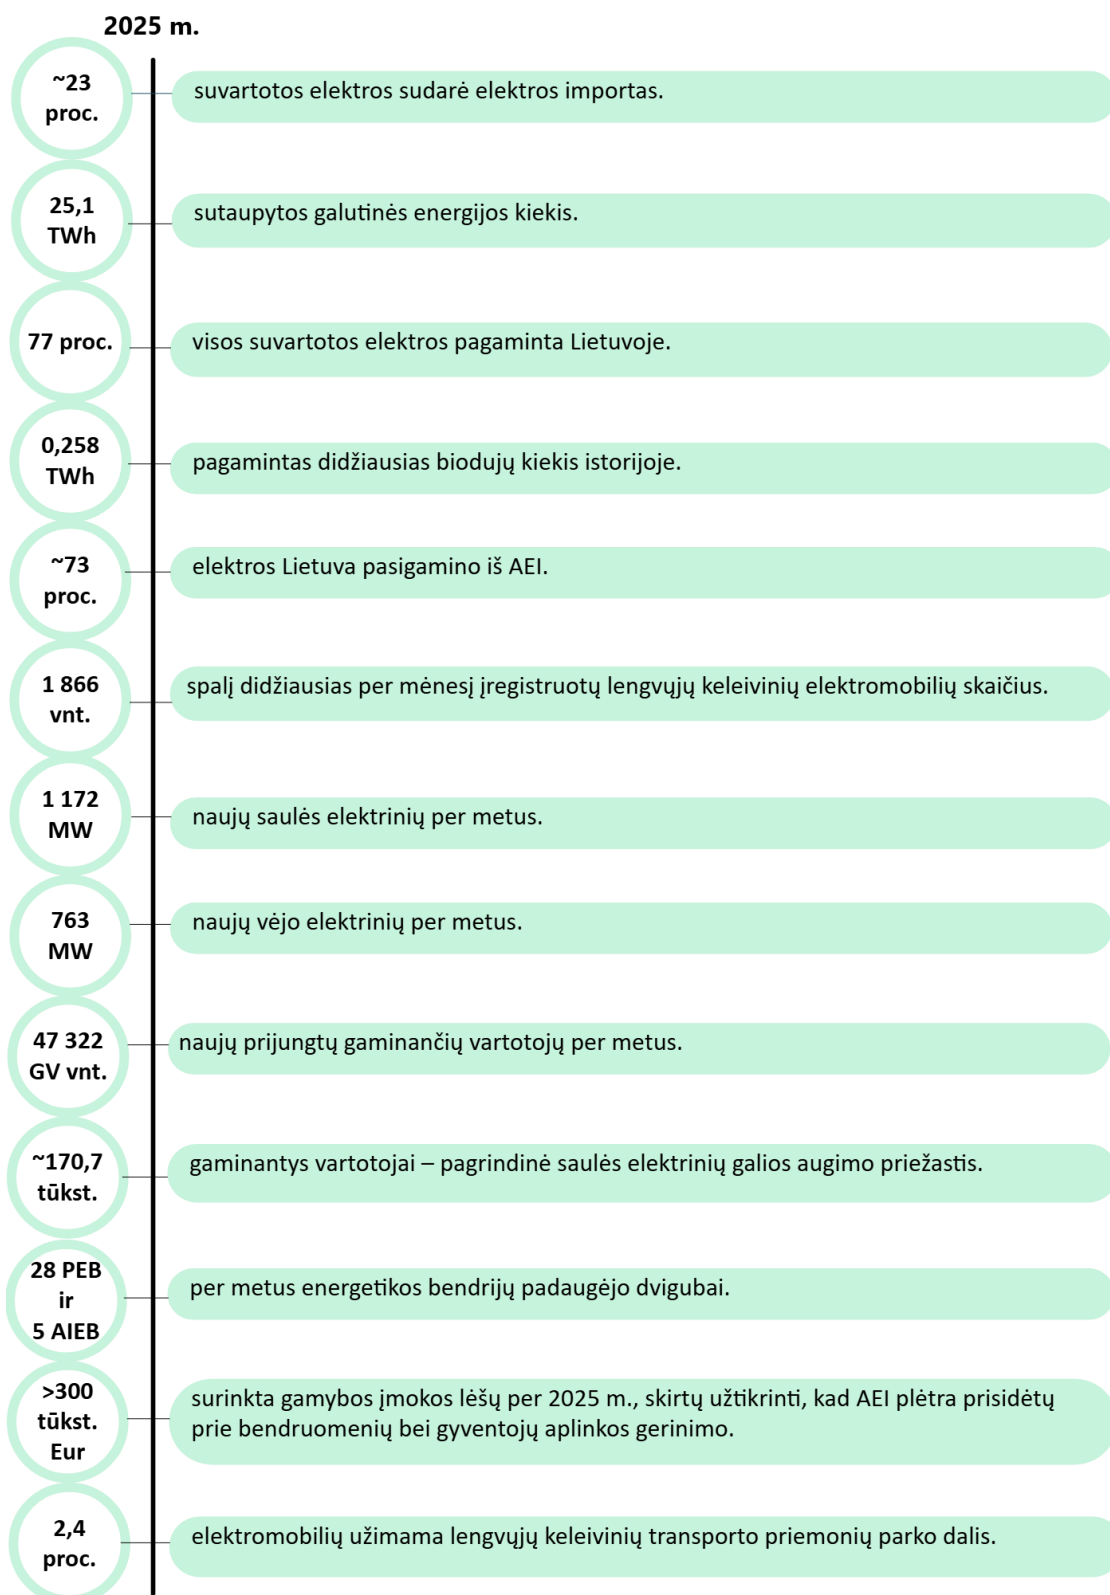 2025 m.
~23
proc.
suvartotos elektros sudarė elektros importas.
25,1
TWh
sutaupytos galutinės energijos kiekis.
77 proc.
visos suvartotos elektros pagaminta Lietuvoje.
0,258
TWh
pagamintas didžiausias biodujų kiekis istorijoje.
~73
proc.
elektros Lietuva pasigamino iš AEI.
1 866
vnt.
spalį didžiausias per mėnesį įregistruotų lengvųjų keleivinių elektromobilių skaičius.
1 172
MW
naujų saulės elektrinių per metus.
763
MW
naujų vėjo elektrinių per metus.
47 322
GV vnt.
naujų prijungtų gaminančių vartotojų per metus.
~170,7
tūkst.
gaminantys vartotojai – pagrindinė saulės elektrinių galios augimo priežastis.
28 PEB
ir
5 AIEB
per metus energetikos bendrijų padaugėjo dvigubai.
>300
tūkst.
Eur
surinkta gamybos įmokos lėšų per 2025 m., skirtų užtikrinti, kad AEI plėtra prisidėtų
prie bendruomenių bei gyventojų aplinkos gerinimo.
2,4
proc.
elektromobilių užimama lengvųjų keleivinių transporto priemonių parko dalis.